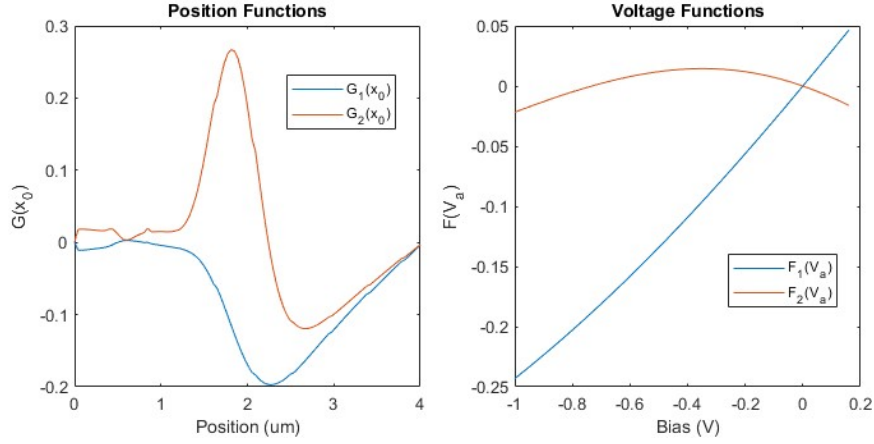 Position Functions
0.3
0.2
0.1
0
-0.1
-0.2
G(x₀)
G₁(x₀)
G₂(x₀)
0 1 2 3 4
Position (um)
Voltage Functions
0.05
0
-0.05
-0.1
-0.15
-0.2
-0.25
F(Vₐ)
F₁(Vₐ)
F₂(Vₐ)
-1 -0.8 -0.6 -0.4 -0.2 0 0.2
Bias (V)